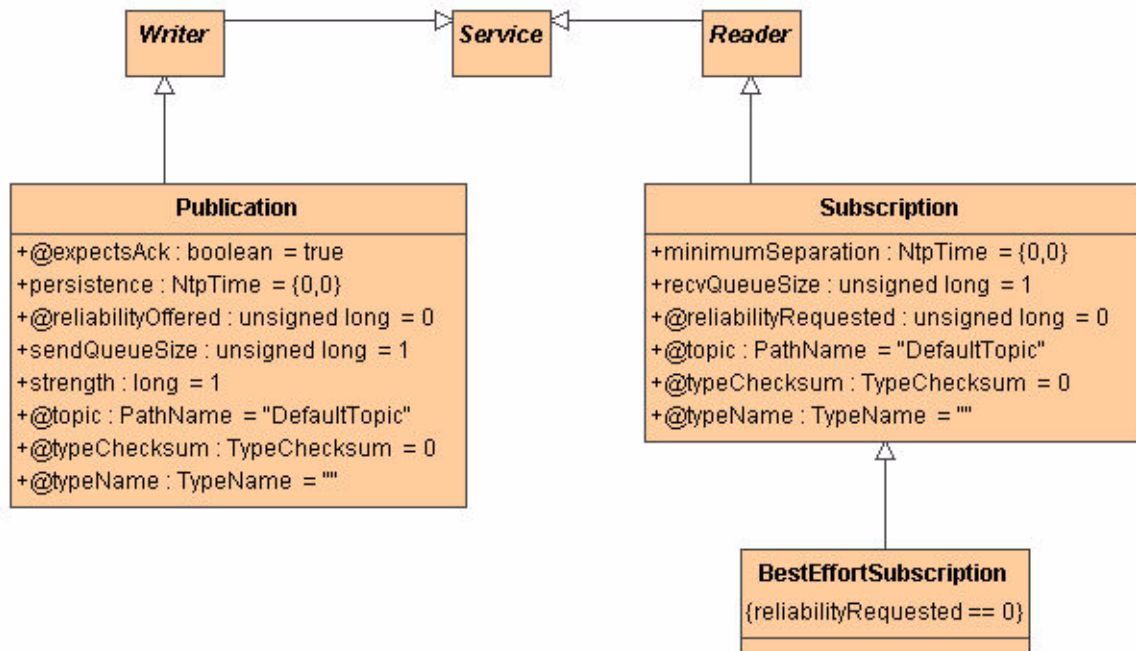 Writer
Service
Reader
Publication
+@expectsAck : boolean = true
+persistence : NtpTime = {0,0}
+@reliabilityOffered : unsigned long = 0
+sendQueueSize : unsigned long = 1
+strength : long = 1
+@topic : PathName = "DefaultTopic"
+@typeChecksum : TypeChecksum = 0
+@typeName : TypeName = ""
Subscription
+minimumSeparation : NtpTime = {0,0}
+recvQueueSize : unsigned long = 1
+@reliabilityRequested : unsigned long = 0
+@topic : PathName = "DefaultTopic"
+@typeChecksum : TypeChecksum = 0
+@typeName : TypeName = ""
BestEffortSubscription
{reliabilityRequested == 0}